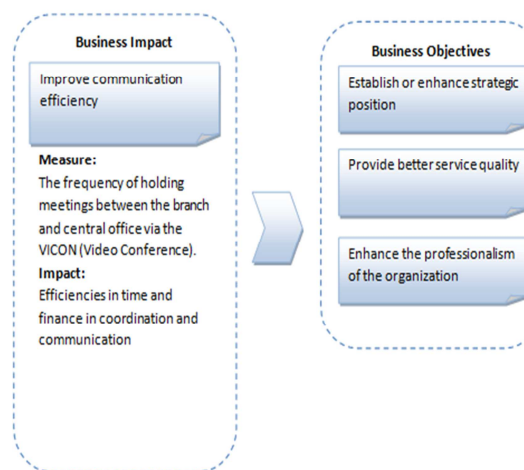 Business Impact
Improve communication
efficiency
Measure:
The frequency of holding
meetings between the branch
and central office via the
VICON (Video Conference).
Impact:
Efficiencies in time and
finance in coordination and
communication
Business Objectives
Establish or enhance strategic
position
Provide better service quality
Enhance the professionalism
of the organization